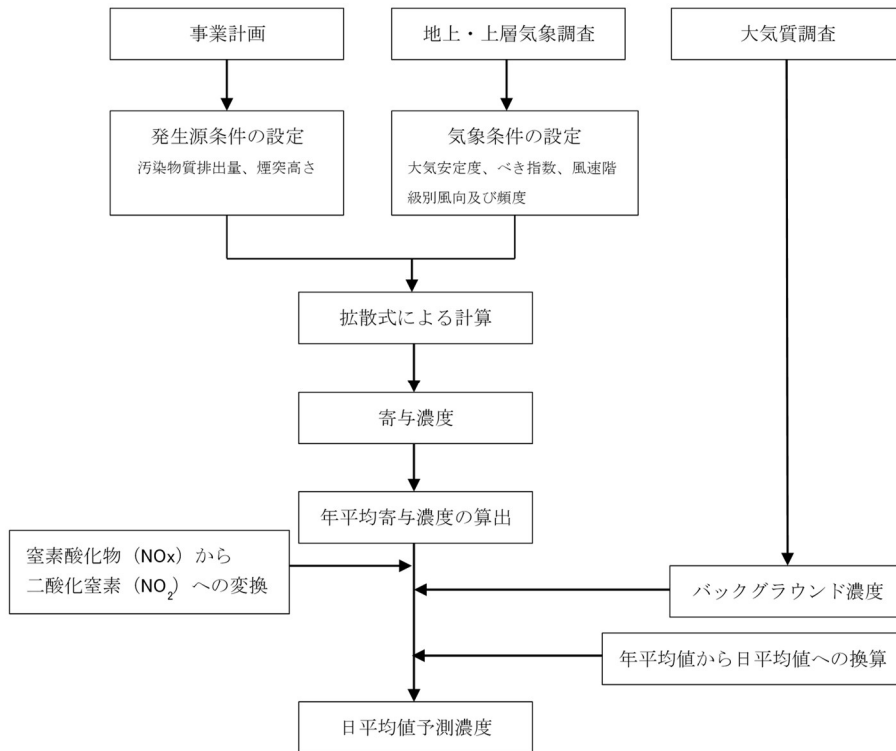 事業計画
地上・上層気象調査
大気質調査
発生源条件の設定
汚染物質排出量、煙突高さ
気象条件の設定
大気安定度、べき指数、風速階
級別風向及び頻度
拡散式による計算
寄与濃度
年平均寄与濃度の算出
窒素酸化物（NOx）から
二酸化窒素（NO₂）への変換
バックグラウンド濃度
年平均値から日平均値への換算
日平均値予測濃度